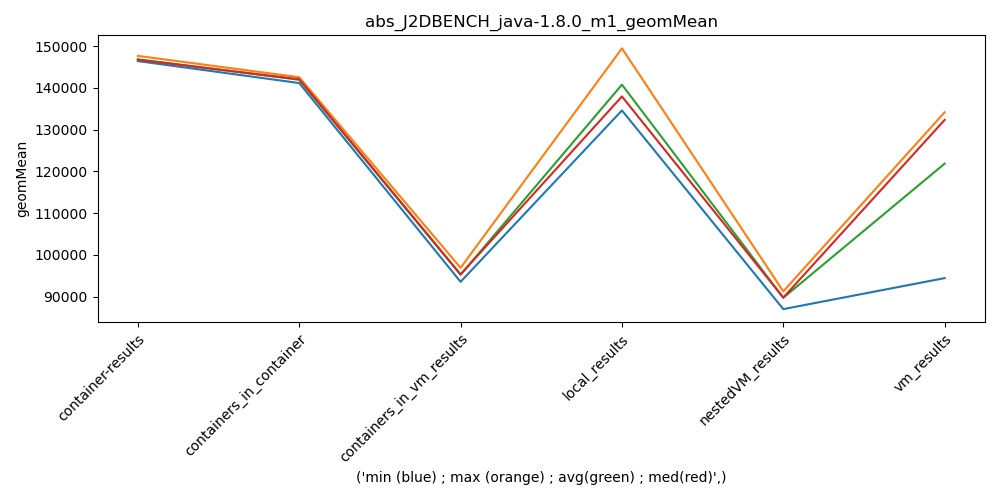 abs_J2DBENCH_java-1.8.0_m1_geomMean
150000
140000
130000
120000
110000
100000
90000
geomMean
container-results
containers_in_container
containers_in_vm_results
local_results
nestedVM_results
vm_results
('min (blue) ; max (orange) ; avg(green) ; med(red)',)